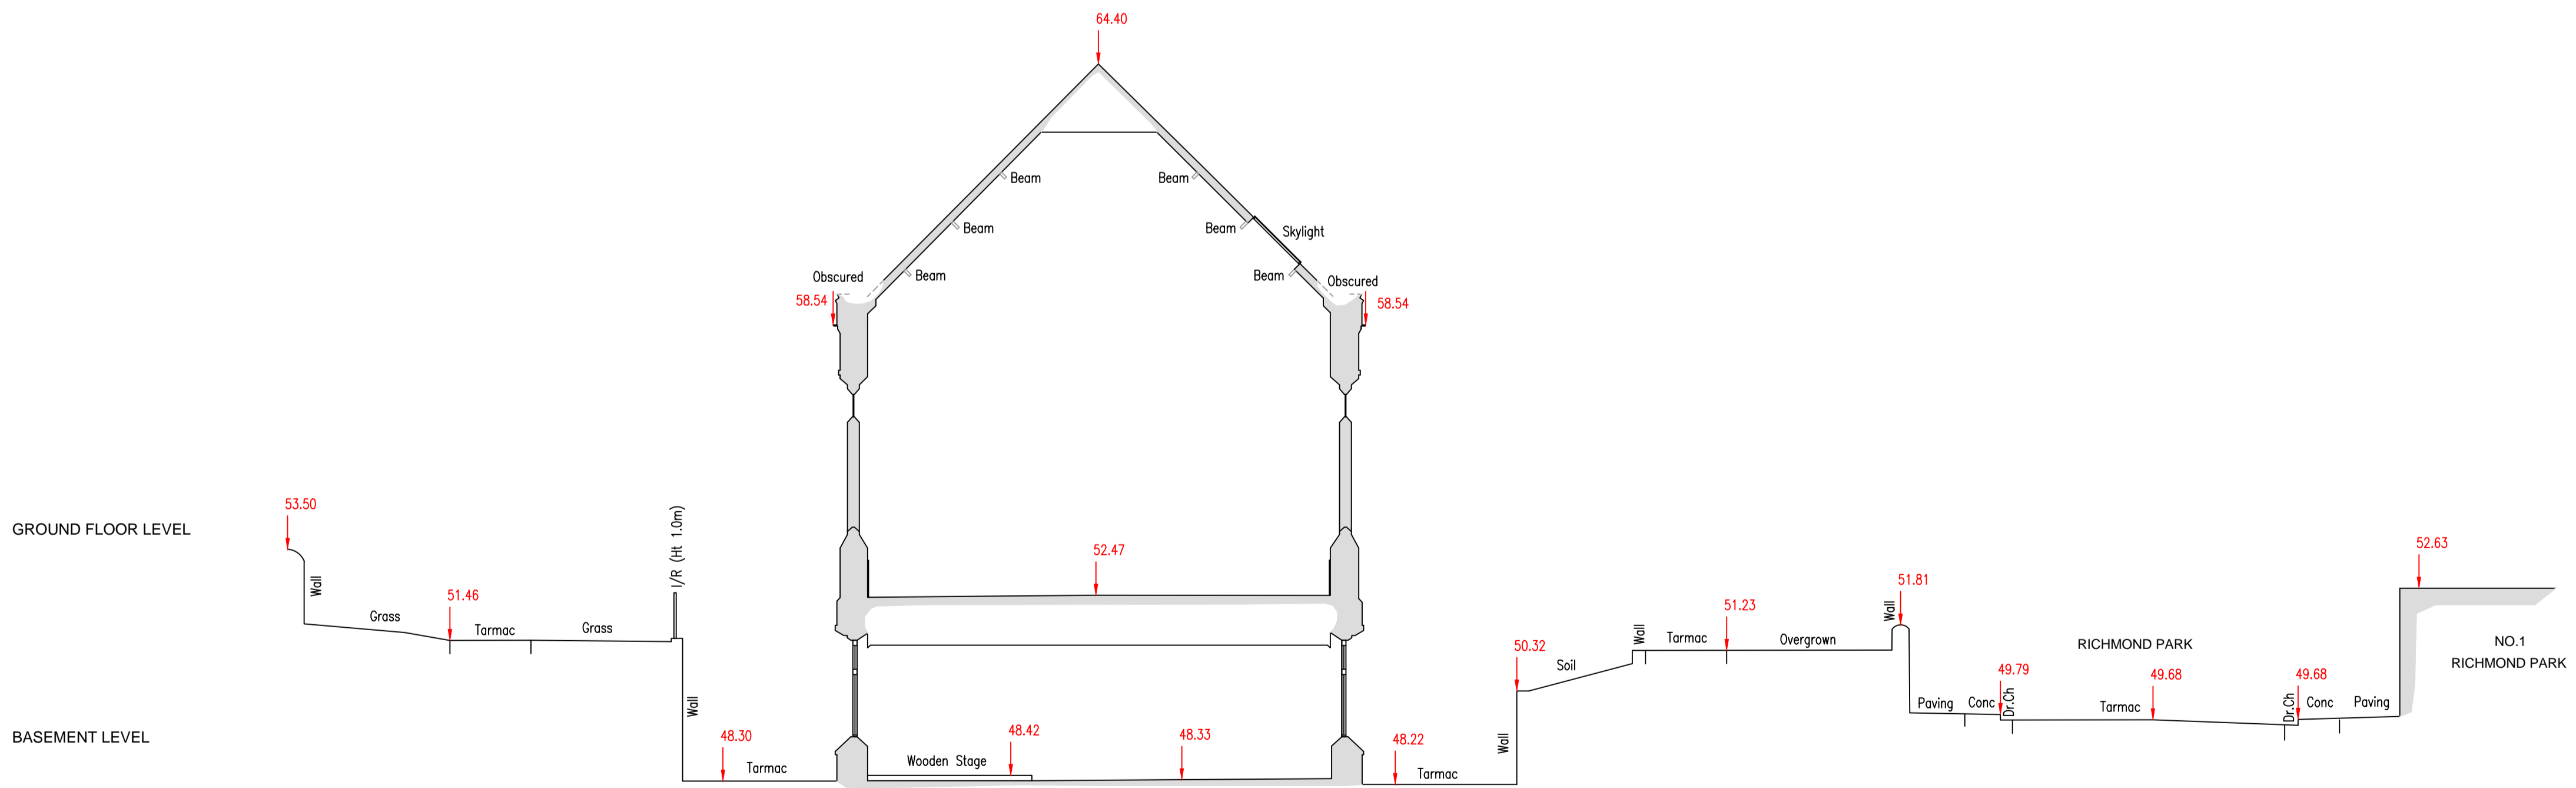 64.40
Beam
Beam
Beam
Beam
Skylight
Beam
Beam
Obscured
Obscured
58.54
58.54
53.50
GROUND FLOOR LEVEL
Wall
I/R (Ht 1.0m)
52.47
52.63
51.46
Grass
Tarmac
Grass
51.81
Wall
51.23
Wall
Tarmac
Overgrown
RICHMOND PARK
NO.1
RICHMOND PARK
50.32
Soil
49.79
49.68
49.68
Paving
Conc
Dr.Ch
Tarmac
Dr.Ch
Conc
Paving
Wall
BASEMENT LEVEL
48.30
48.42
48.33
48.22
Wall
Tarmac
Wooden Stage
Tarmac